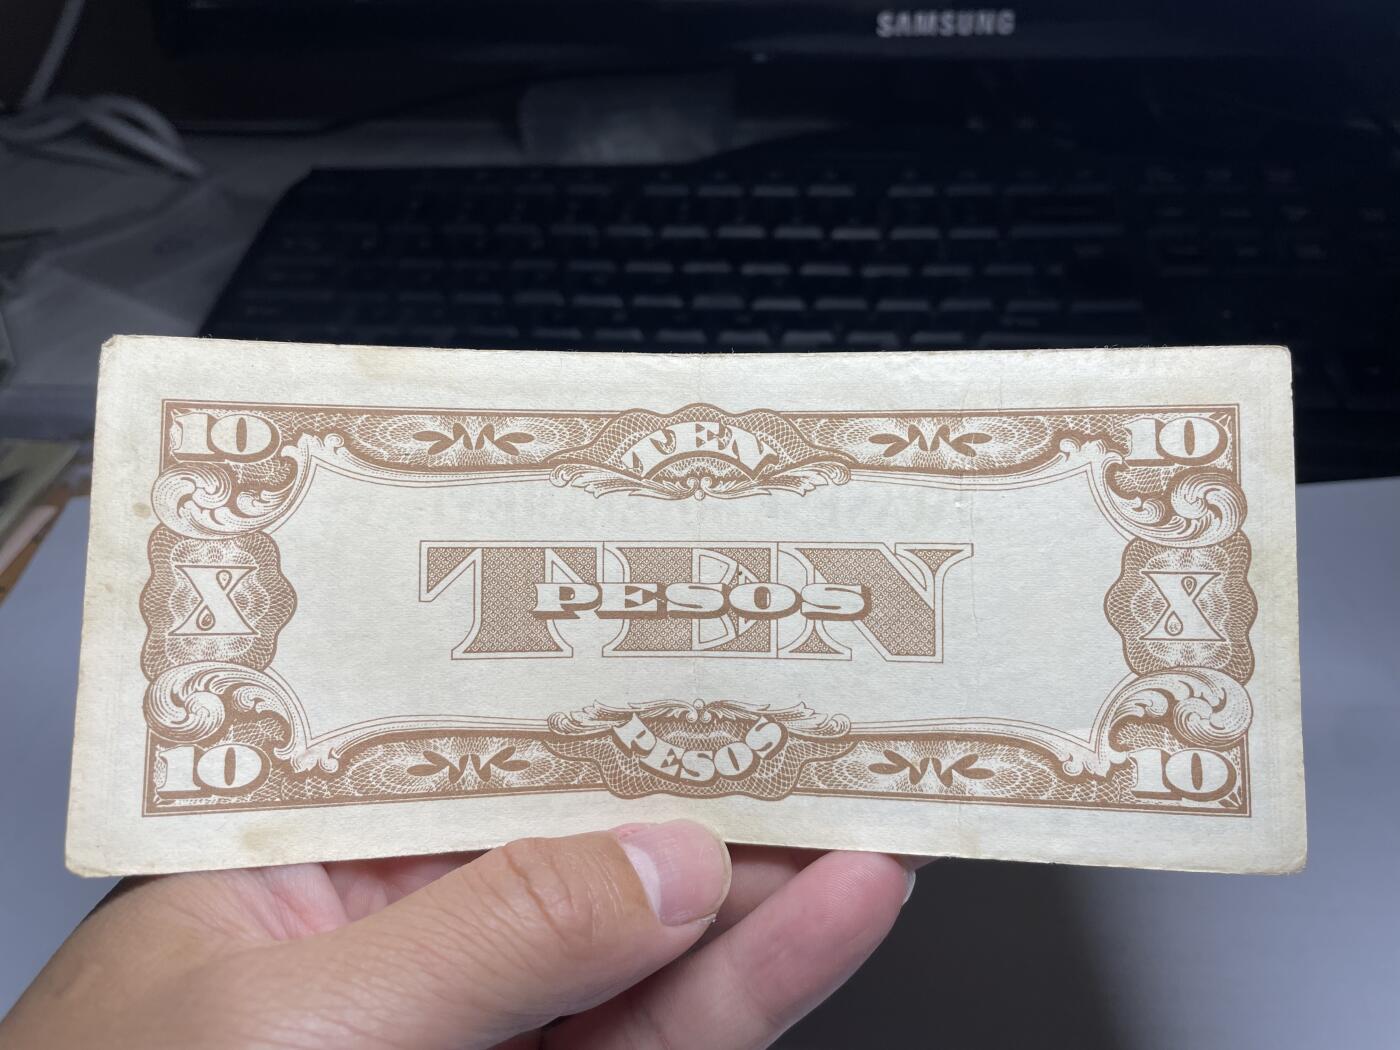 SAMSUNG
10 TEN 10
TEN
PESOS
X X
10 PESOS 10